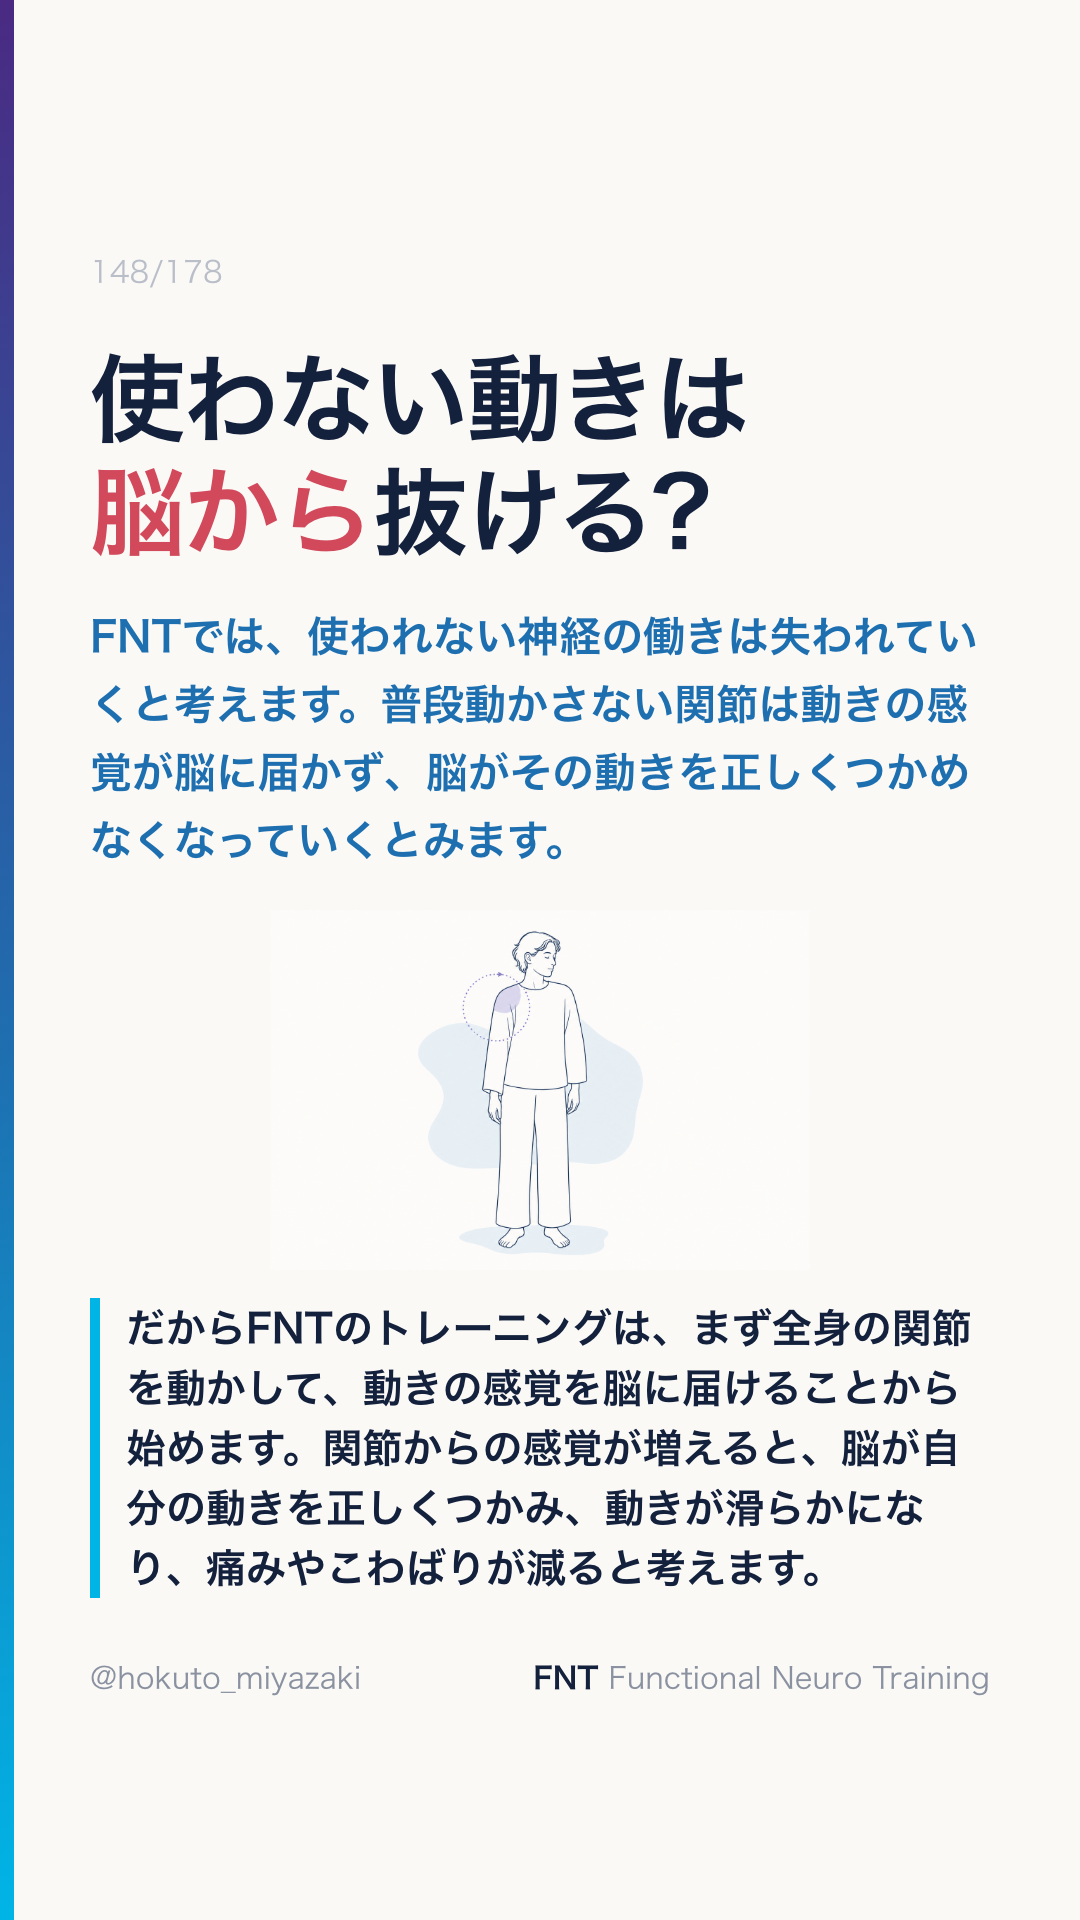 148/178
使わない動きは
脳から抜ける?
FNTでは、使われない神経の働きは失われてい
くと考えます。普段動かさない関節は動きの感
覚が脳に届かず、脳がその動きを正しくつかめ
なくなっていくとみます。
だからFNTのトレーニングは、まず全身の関節
を動かして、動きの感覚を脳に届けることから
始めます。関節からの感覚が増えると、脳が自
分の動きを正しくつかみ、動きが滑らかにな
り、痛みやこわばりが減ると考えます。
@hokuto_miyazaki
FNT Functional Neuro Training